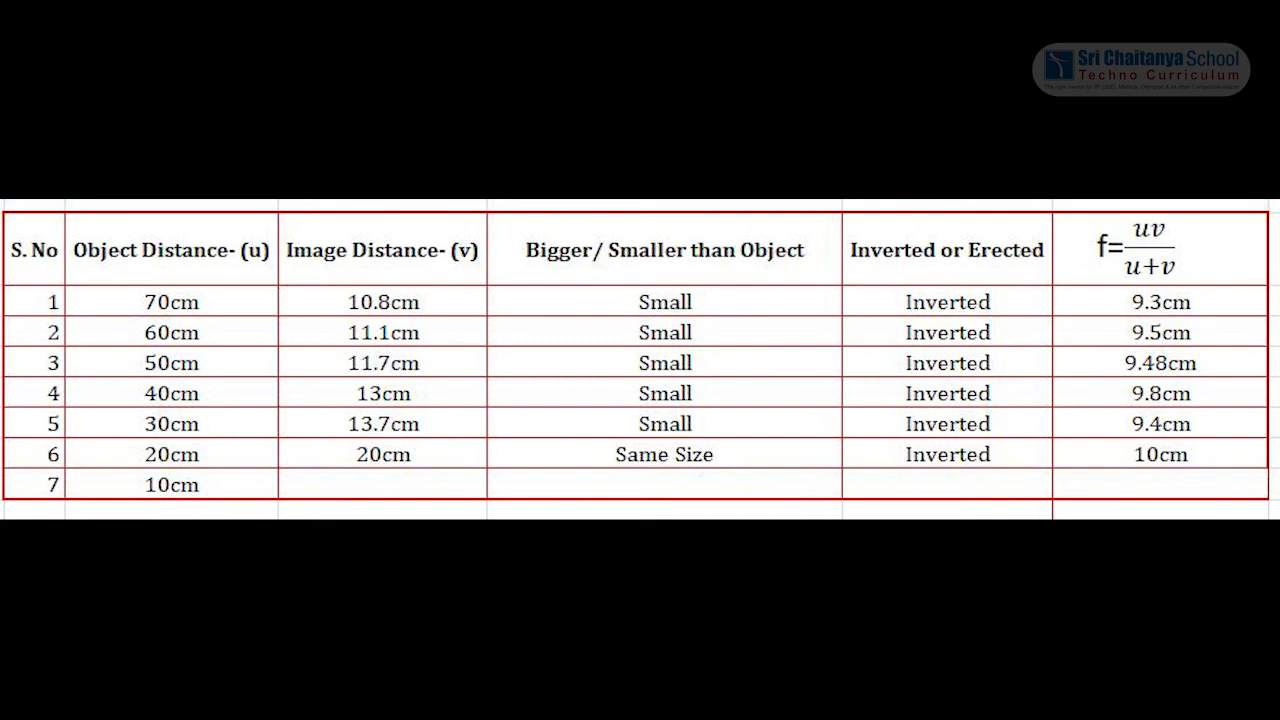 Sri Chaitanya School
Techno Curriculum
S. No Object Distance- (u) Image Distance- (v) Bigger/ Smaller than Object Inverted or Erected f=uv/u+v
1 70cm 10.8cm Small Inverted 9.3cm
2 60cm 11.1cm Small Inverted 9.5cm
3 50cm 11.7cm Small Inverted 9.48cm
4 40cm 13cm Small Inverted 9.8cm
5 30cm 13.7cm Small Inverted 9.4cm
6 20cm 20cm Same Size Inverted 10cm
7 10cm